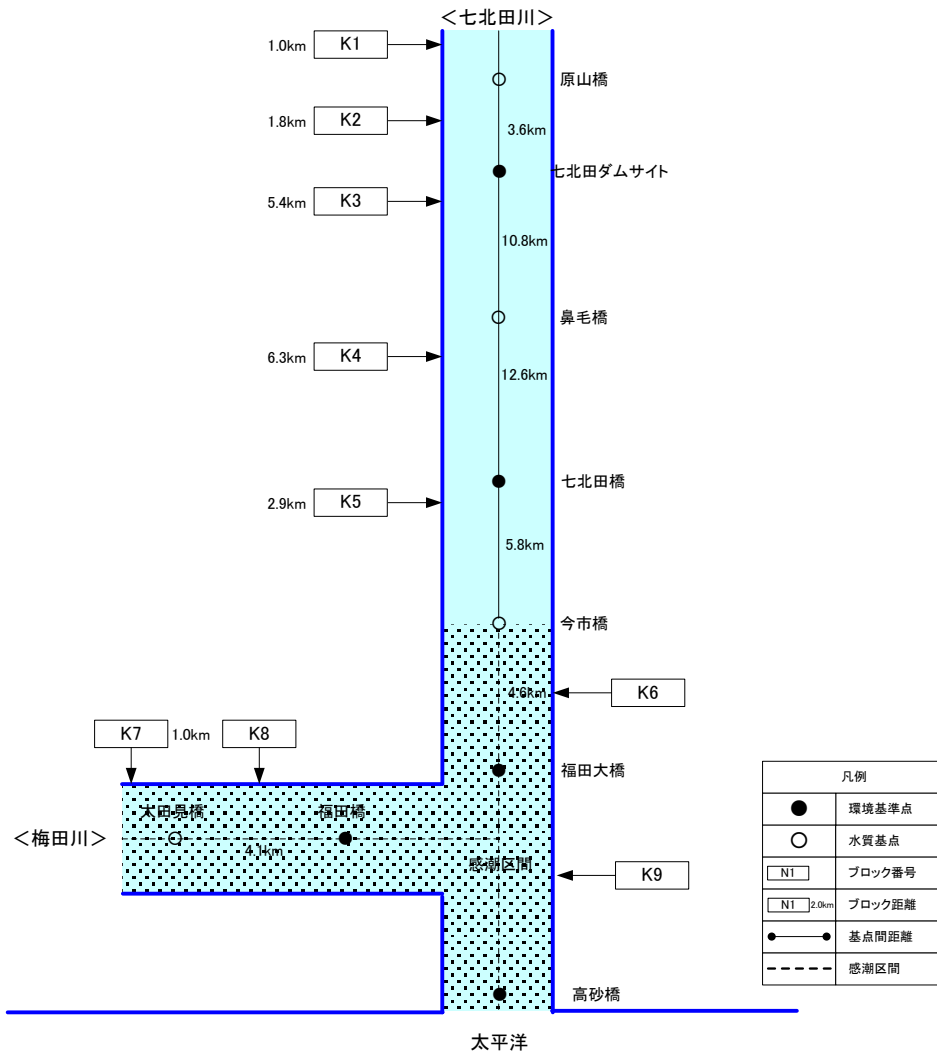 ＜七北田川＞
1.0km
K1
原山橋
1.8km
K2
3.6km
七北田ダムサイト
5.4km
K3
10.8km
鼻毛橋
6.3km
K4
12.6km
七北田橋
2.9km
K5
5.8km
今市橋
4.6km
K6
K7
1.0km
K8
福田大橋
＜梅田川＞
大田見橋
福田橋
4.1km
感潮区間
K9
高砂橋
太平洋
凡例
環境基準点
水質基点
N1
ブロック番号
N1
2.0km
ブロック距離
基点間距離
感潮区間